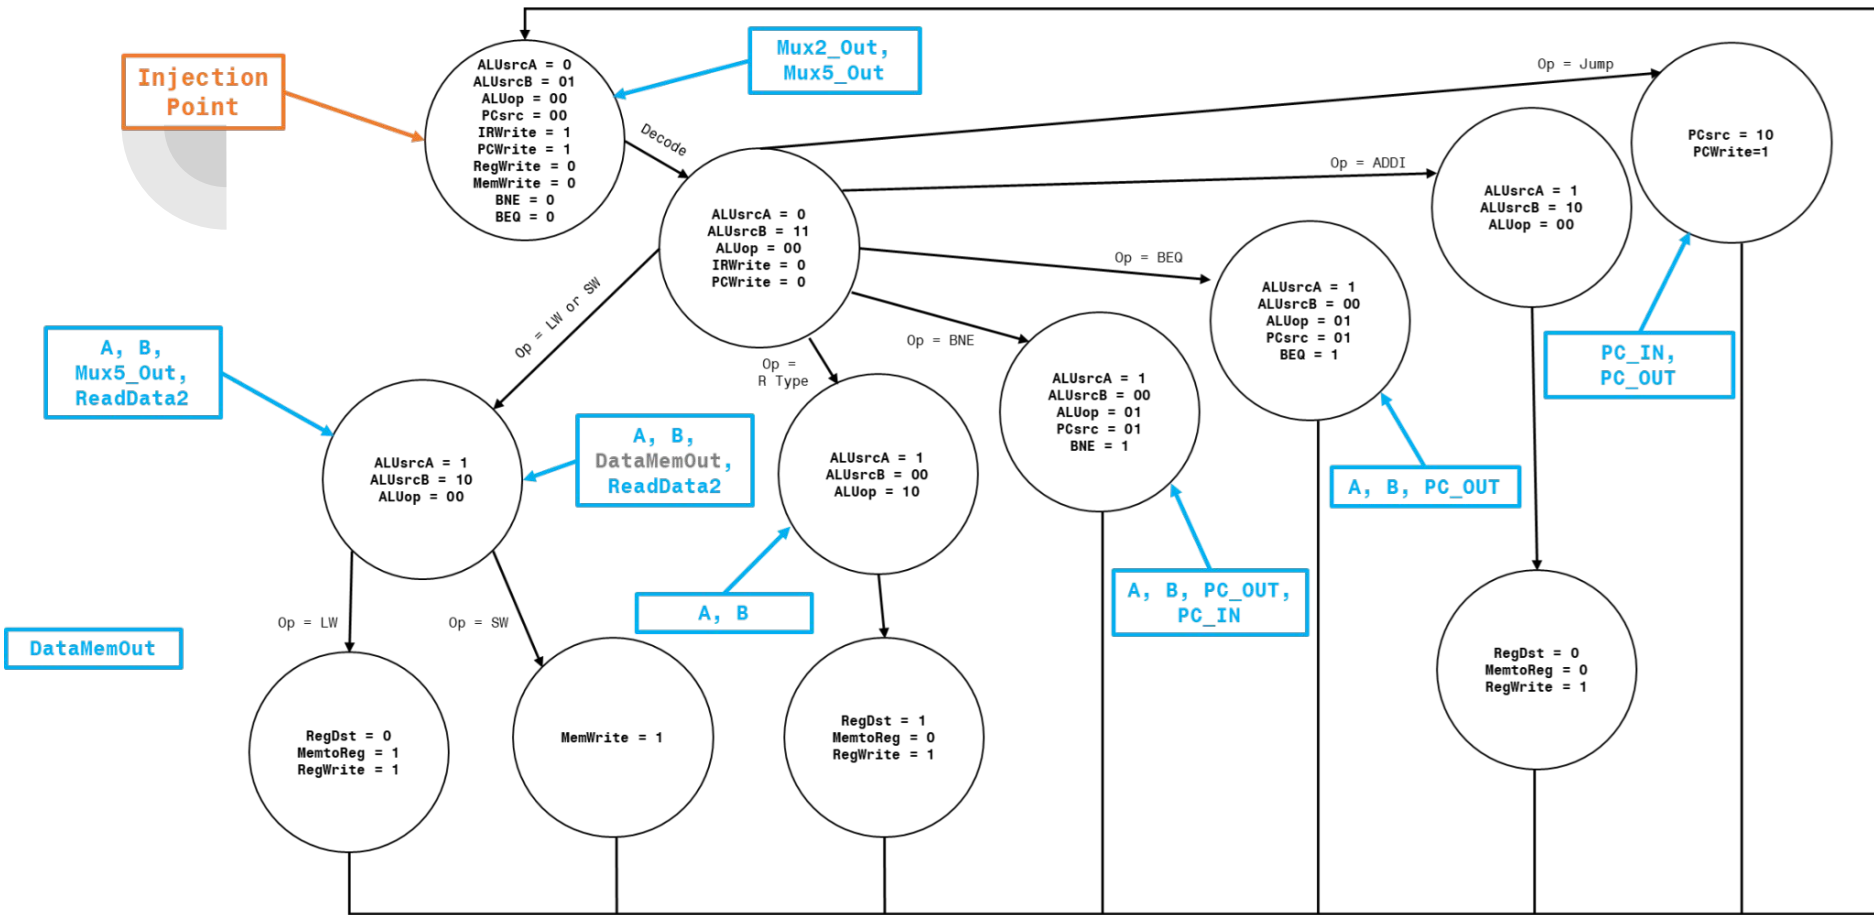 Injection
Point
ALUsrcA = 0
ALUsrcB = 01
ALUop = 00
PCsrc = 00
IRWrite = 1
PCWrite = 1
RegWrite = 0
MemWrite = 0
BNE = 0
BEQ = 0
Mux2_Out,
Mux5_Out
Decode
ALUsrcA = 0
ALUsrcB = 11
ALUop = 00
IRWrite = 0
PCWrite = 0
Op = Jump
PCsrc = 10
PCWrite=1
Op = ADDI
ALUsrcA = 1
ALUsrcB = 10
ALUop = 00
Op = BEQ
ALUsrcA = 1
ALUsrcB = 00
ALUop = 01
PCsrc = 01
BEQ = 1
Op = BNE
ALUsrcA = 1
ALUsrcB = 00
ALUop = 01
PCsrc = 01
BNE = 1
Op =
R Type
ALUsrcA = 1
ALUsrcB = 00
ALUop = 10
Op = LW or SW
A, B,
Mux5_Out,
ReadData2
ALUsrcA = 1
ALUsrcB = 10
ALUop = 00
A, B,
DataMemOut,
ReadData2
PC_IN,
PC_OUT
A, B, PC_OUT
A, B, PC_OUT,
PC_IN
A, B
Op = LW
Op = SW
DataMemOut
RegDst = 0
MemtoReg = 1
RegWrite = 1
MemWrite = 1
RegDst = 1
MemtoReg = 0
RegWrite = 1
RegDst = 0
MemtoReg = 0
RegWrite = 1